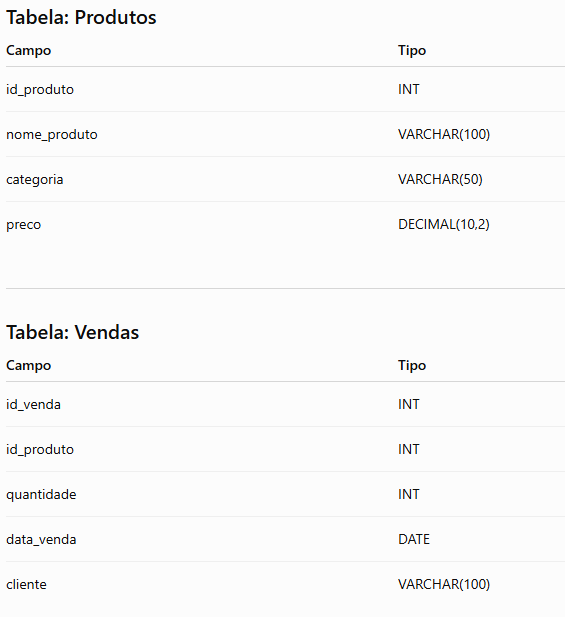 Tabela: Produtos
Campo Tipo
id_produto INT
nome_produto VARCHAR(100)
categoria VARCHAR(50)
preco DECIMAL(10,2)
Tabela: Vendas
Campo Tipo
id_venda INT
id_produto INT
quantidade INT
data_venda DATE
cliente VARCHAR(100)